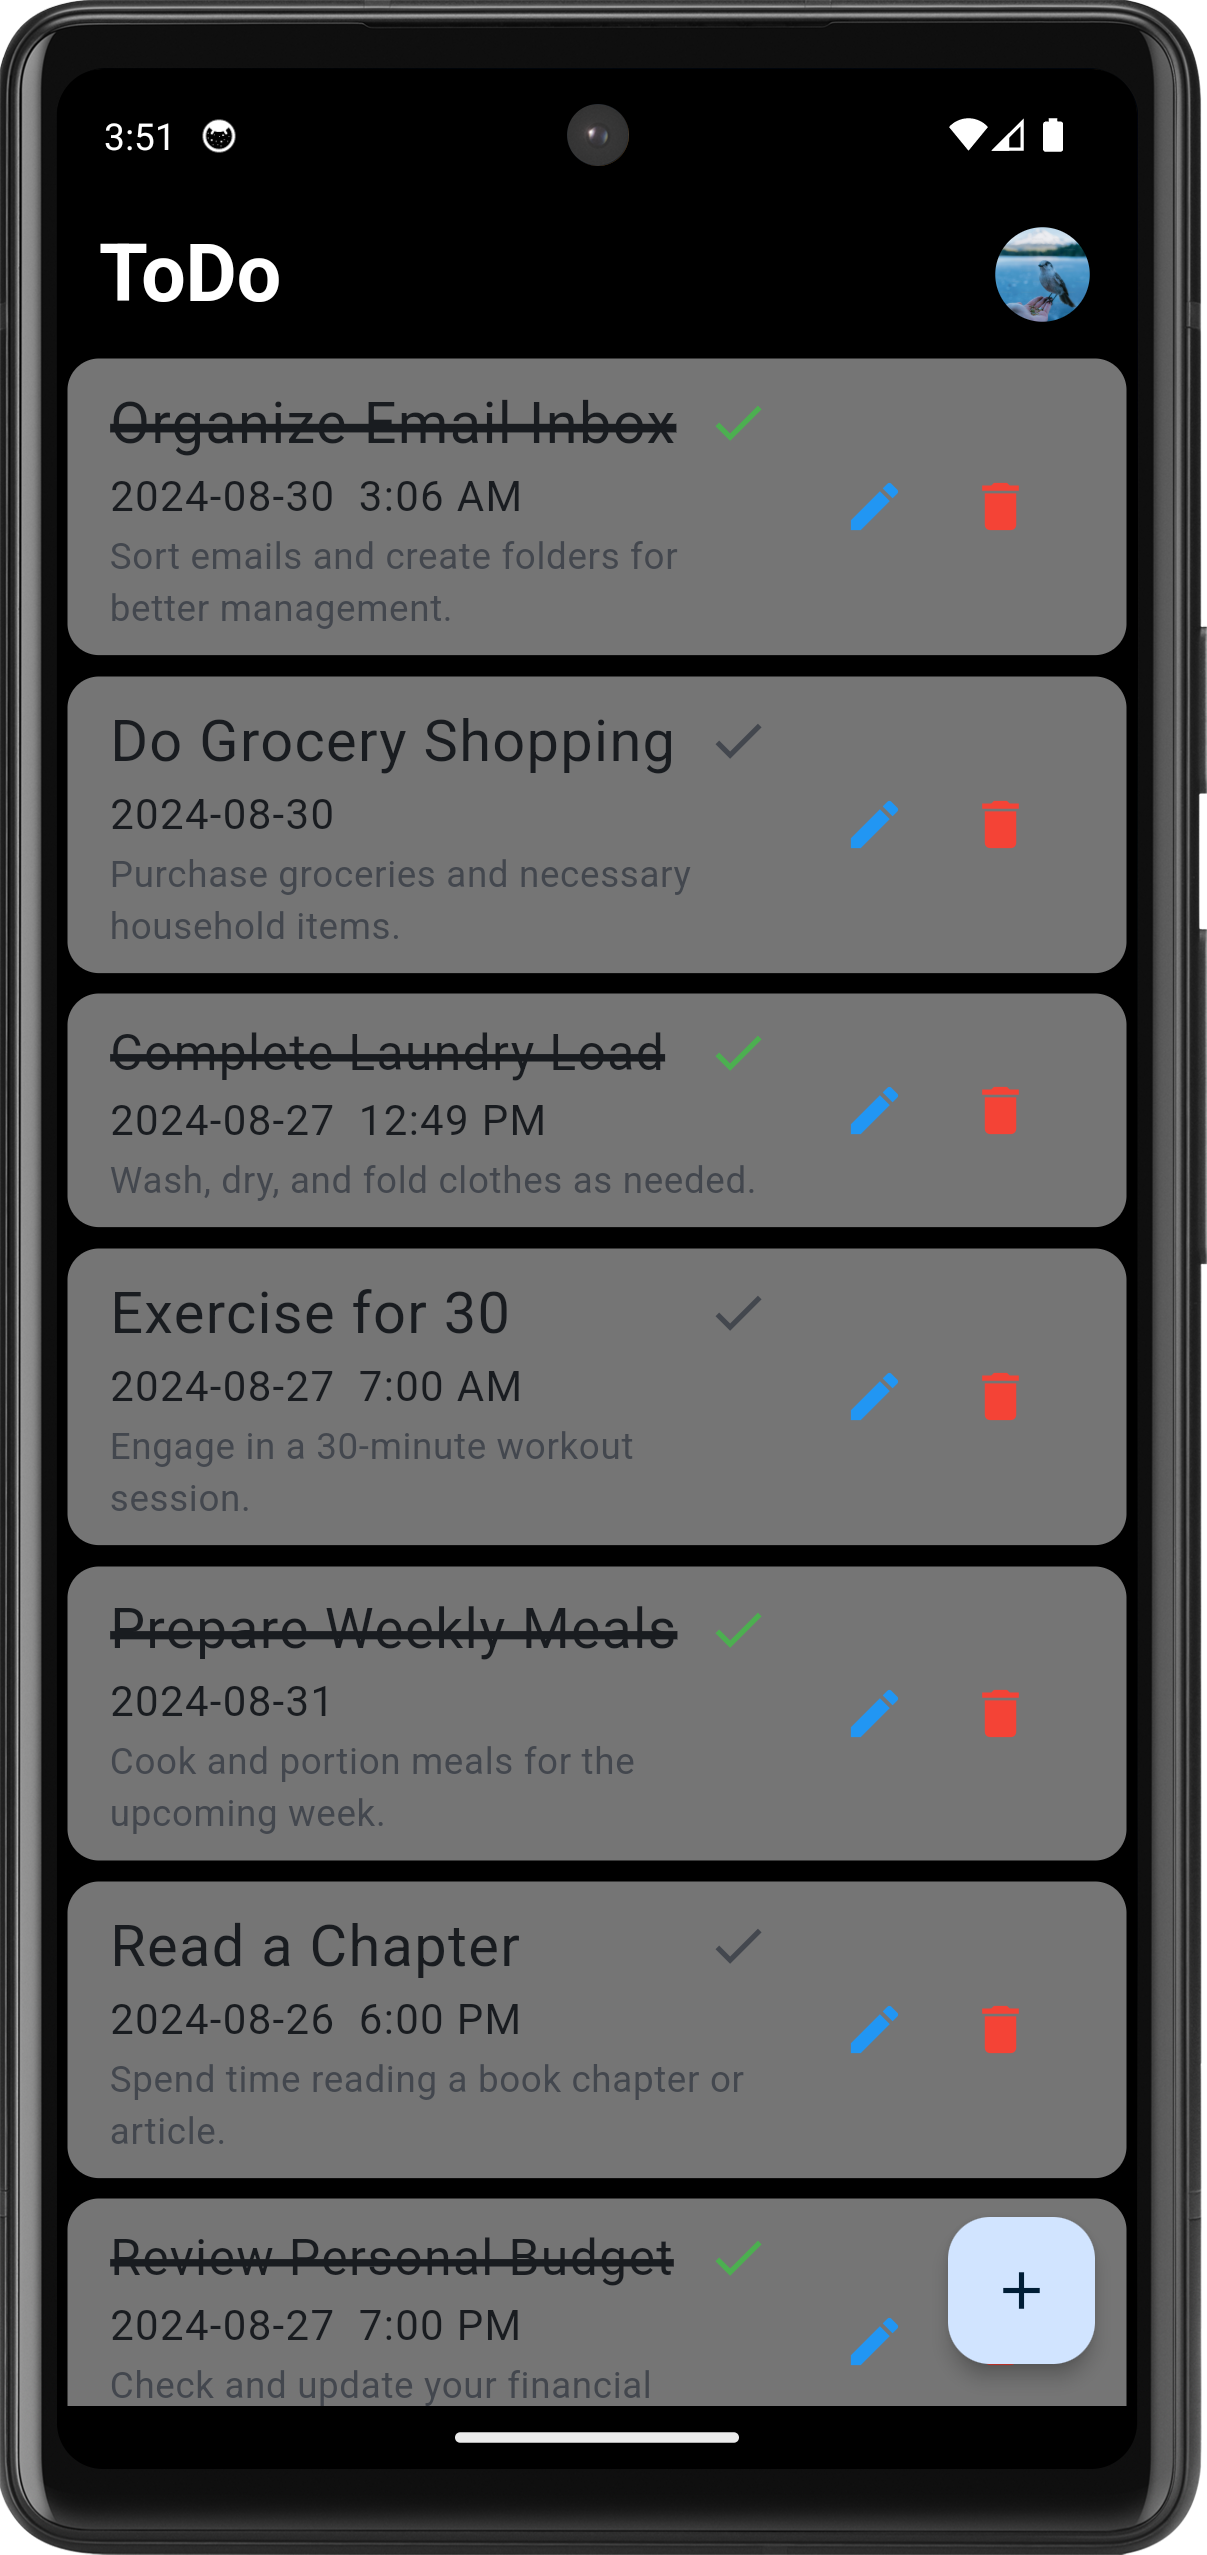 3:51
ToDo
Organize Email Inbox
2024-08-30 3:06 AM
Sort emails and create folders for
better management.
Do Grocery Shopping
2024-08-30
Purchase groceries and necessary
household items.
Complete Laundry Load
2024-08-27 12:49 PM
Wash, dry, and fold clothes as needed.
Exercise for 30
2024-08-27 7:00 AM
Engage in a 30-minute workout
session.
Prepare Weekly Meals
2024-08-31
Cook and portion meals for the
upcoming week.
Read a Chapter
2024-08-26 6:00 PM
Spend time reading a book chapter or
article.
Review Personal Budget
2024-08-27 7:00 PM
Check and update your financial